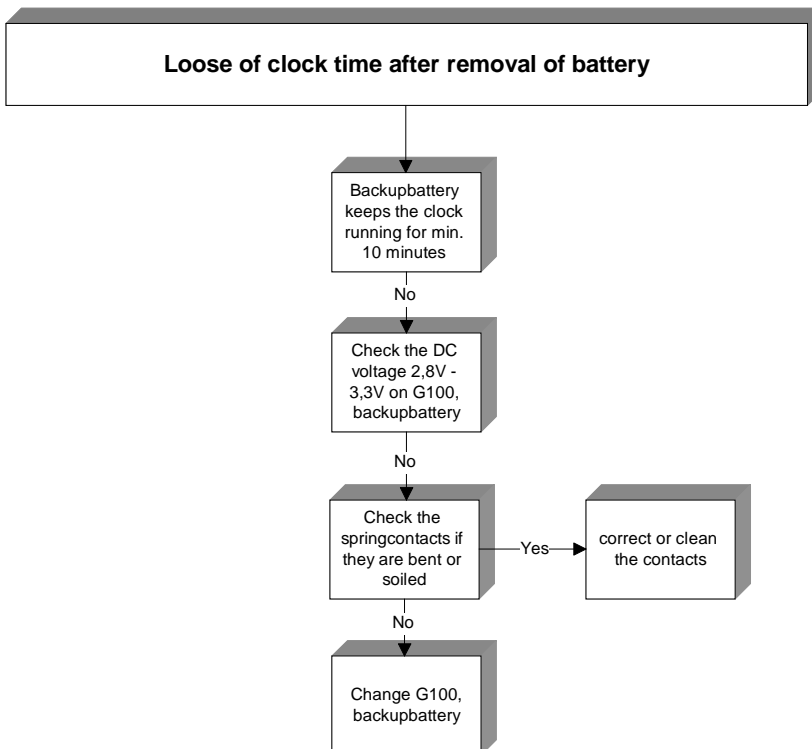 Loose of clock time after removal of battery
Backupbattery
keeps the clock
running for min.
10 minutes
No
Check the DC
voltage 2,8V -
3,3V on G100,
backupbattery
No
Check the
springcontacts if
they are bent or
soiled
Yes
correct or clean
the contacts
No
Change G100,
backupbattery